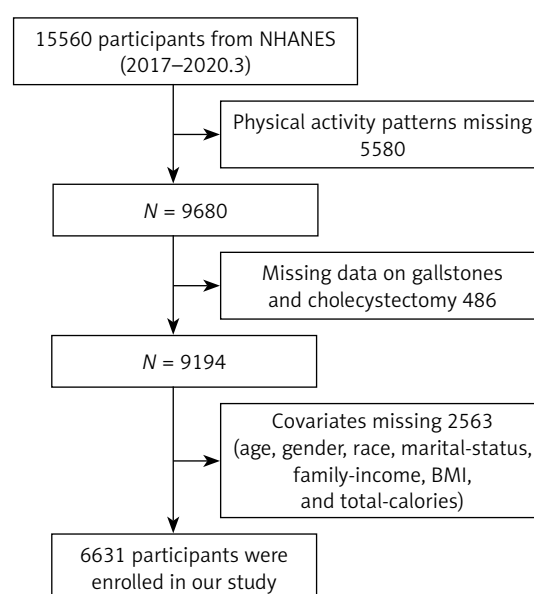 15560 participants from NHANES
(2017–2020.3)
Physical activity patterns missing
5580
N = 9680
Missing data on gallstones
and cholecystectomy 486
N = 9194
Covariates missing 2563
(age, gender, race, marital-status,
family-income, BMI,
and total-calories)
6631 participants were
enrolled in our study